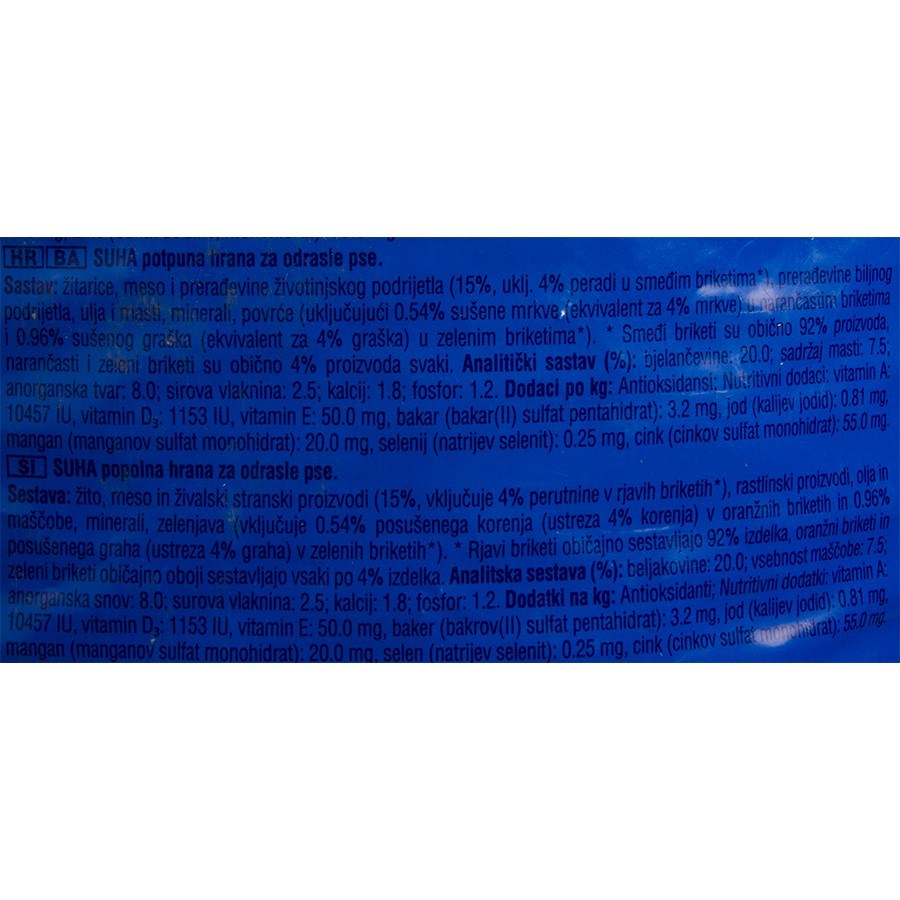 HR BA SUHA potpuna hrana za odrasle pse.
Sastav: žitarice, meso i prerađevine životinjskog podrijetla (15%, uklj. 4% peradi u smeđim briketima*), prerađevine biljnog
podrijetla, ulja i masti, minerali, povrće (uključujući 0.54% sušene mrkve (ekvivalent za 4% mrkve) u narančastim briketima
i 0.96% sušenog graška (ekvivalent za 4% graška) u zelenim briketima*). * Smeđi briketi su obično 92% proizvoda,
narančasti i zeleni briketi su obično 4% proizvoda svaki. Analitički sastav (%): bjelančevine: 20.0; sadržaj masti: 7.5;
anorganska tvar: 8.0; sirova vlaknina: 2.5; kalcij: 1.8; fosfor: 1.2. Dodaci po kg: Antioksidansi; Nutritivni dodaci: vitamin A:
10457 IU, vitamin D₃: 1153 IU, vitamin E: 50.0 mg, bakar (bakar(II) sulfat pentahidrat): 3.2 mg, jod (kalijev jodid): 0.81 mg,
mangan (manganov sulfat monohidrat): 20.0 mg, selenij (natrijev selenit): 0.25 mg, cink (cinkov sulfat monohidrat): 55.0 mg.
SI SUHA popolna hrana za odrasle pse.
Sestava: žito, meso in živalski stranski proizvodi (15%, vključuje 4% perutnine v rjavih briketih*), rastlinski proizvodi, olja in
maščobe, minerali, zelenjava (vključuje 0.54% posušenega korenja (ustreza 4% korenja) v oranžnih briketih in 0.96%
posušenega graha (ustreza 4% graha) v zelenih briketih*). * Rjavi briketi običajno sestavljajo 92% izdelka, oranžni briketi in
zeleni briketi običajno oboji sestavljajo vsaki po 4% izdelka. Analitska sestava (%): beljakovine: 20.0; vsebnost maščobe: 7.5;
anorganska snov: 8.0; surova vlaknina: 2.5; kalcij: 1.8; fosfor: 1.2. Dodatki na kg: Antioksidanti; Nutritivni dodatki: vitamin A:
10457 IU, vitamin D₃: 1153 IU, vitamin E: 50.0 mg, baker (bakrov(II) sulfat pentahidrat): 3.2 mg, jod (kalijev jodid): 0.81 mg,
mangan (manganov sulfat monohidrat): 20.0 mg, selen (natrijev selenit): 0.25 mg, cink (cinkov sulfat monohidrat): 55.0 mg.